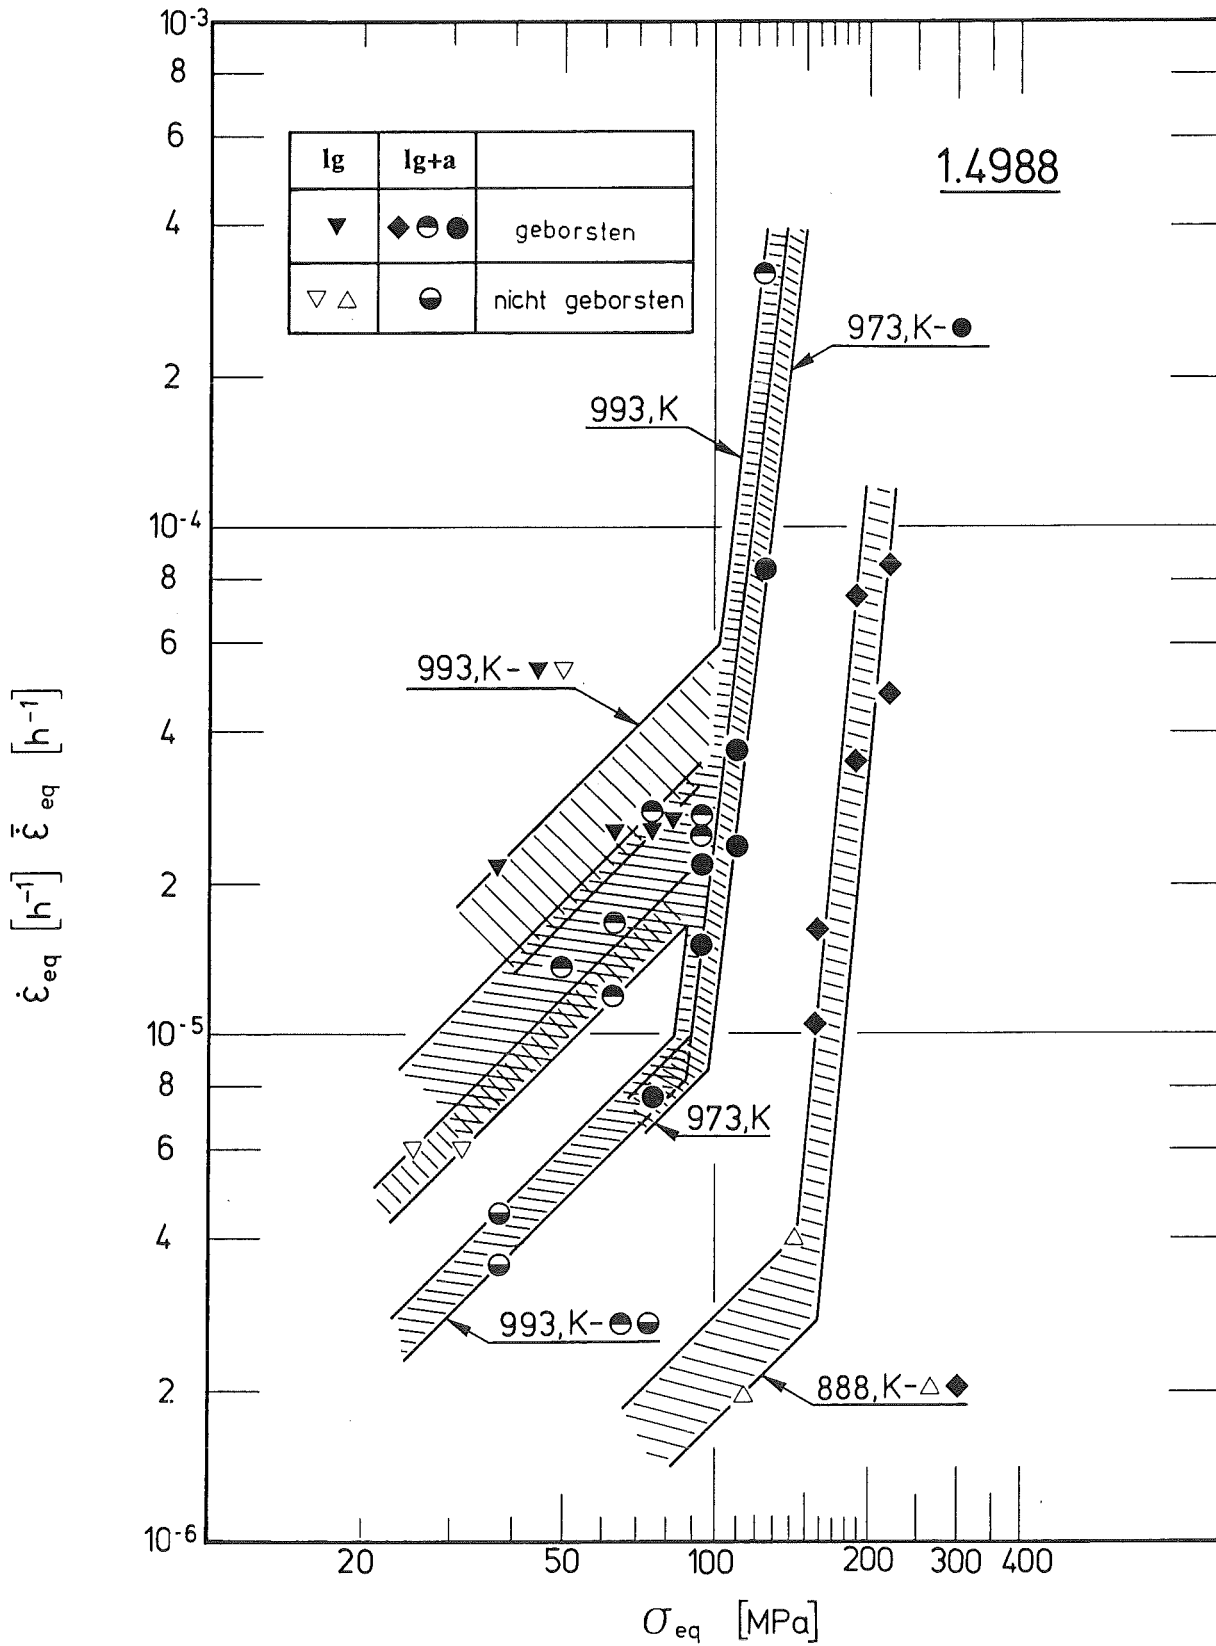 10⁻³
8
6
4
2
10⁻⁴
8
6
4
2
10⁻⁵
8
6
4
2
10⁻⁶
lg lg+a
▼ ◆ ◓ ● geborsten
▽ △ ◒ nicht geborsten
1.4988
973,K-●
993,K
993,K-▼▽
973,K
993,K-◓◒
888,K-△◆
ε̇eq [h⁻¹] ε̄̇eq [h⁻¹]
20 50 100 200 300 400
σeq [MPa]